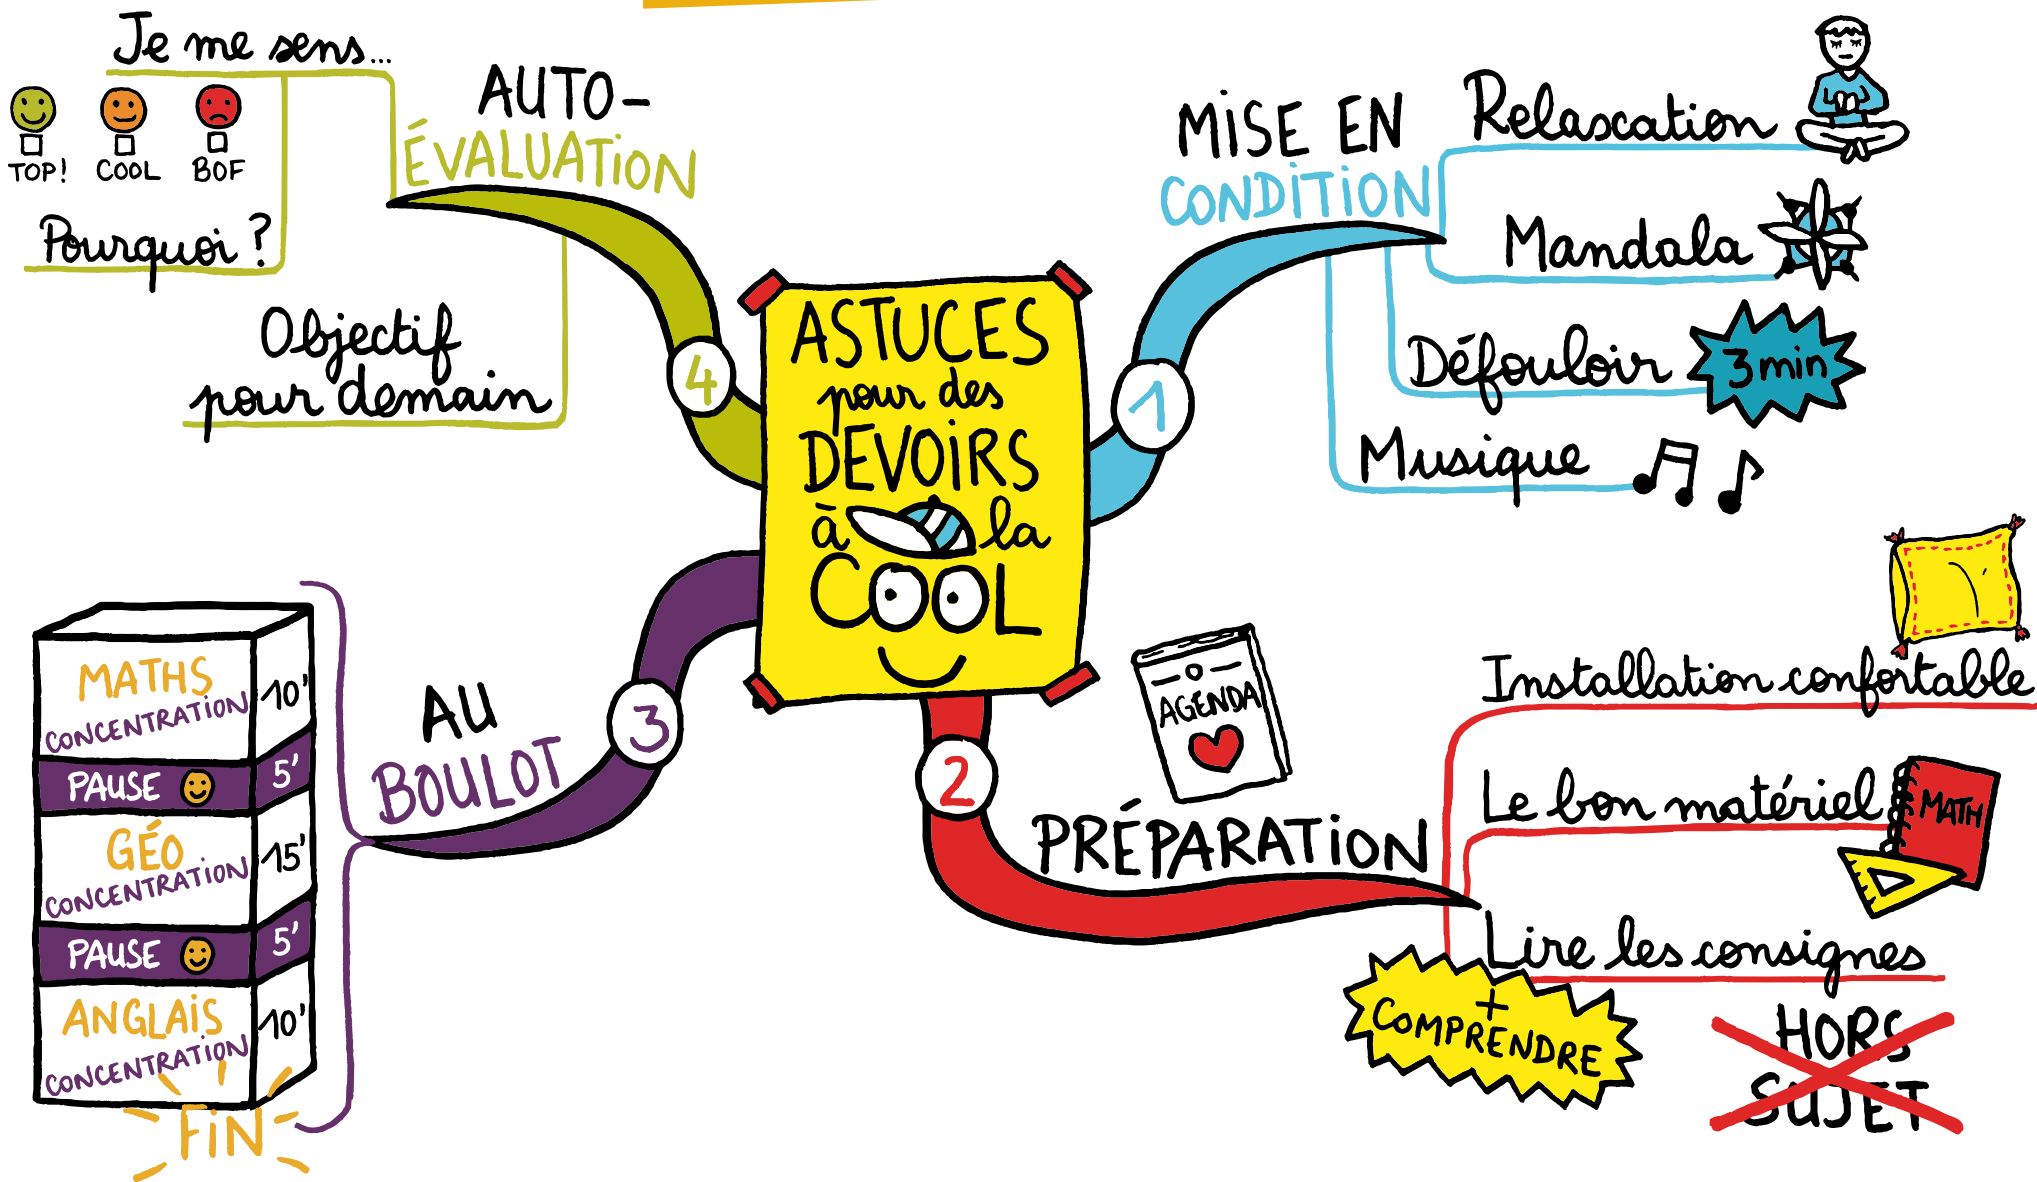 ASTUCES
pour des
DEVOIRS
à la
COOL
1
MISE EN
CONDITION
Relaxation
Mandala
Défouloir 3 min
Musique
2
AGENDA
PRÉPARATION
Installation confortable
Le bon matériel
MATH
Lire les consignes
+
COMPRENDRE
HORS
SUJET
3
AU
BOULOT
MATHS
CONCENTRATION 10'
PAUSE 5'
GÉO
CONCENTRATION 15'
PAUSE 5'
ANGLAIS
CONCENTRATION 10'
FIN
4
AUTO-
ÉVALUATION
Je me sens...
TOP! COOL BOF
Pourquoi ?
Objectif
pour demain